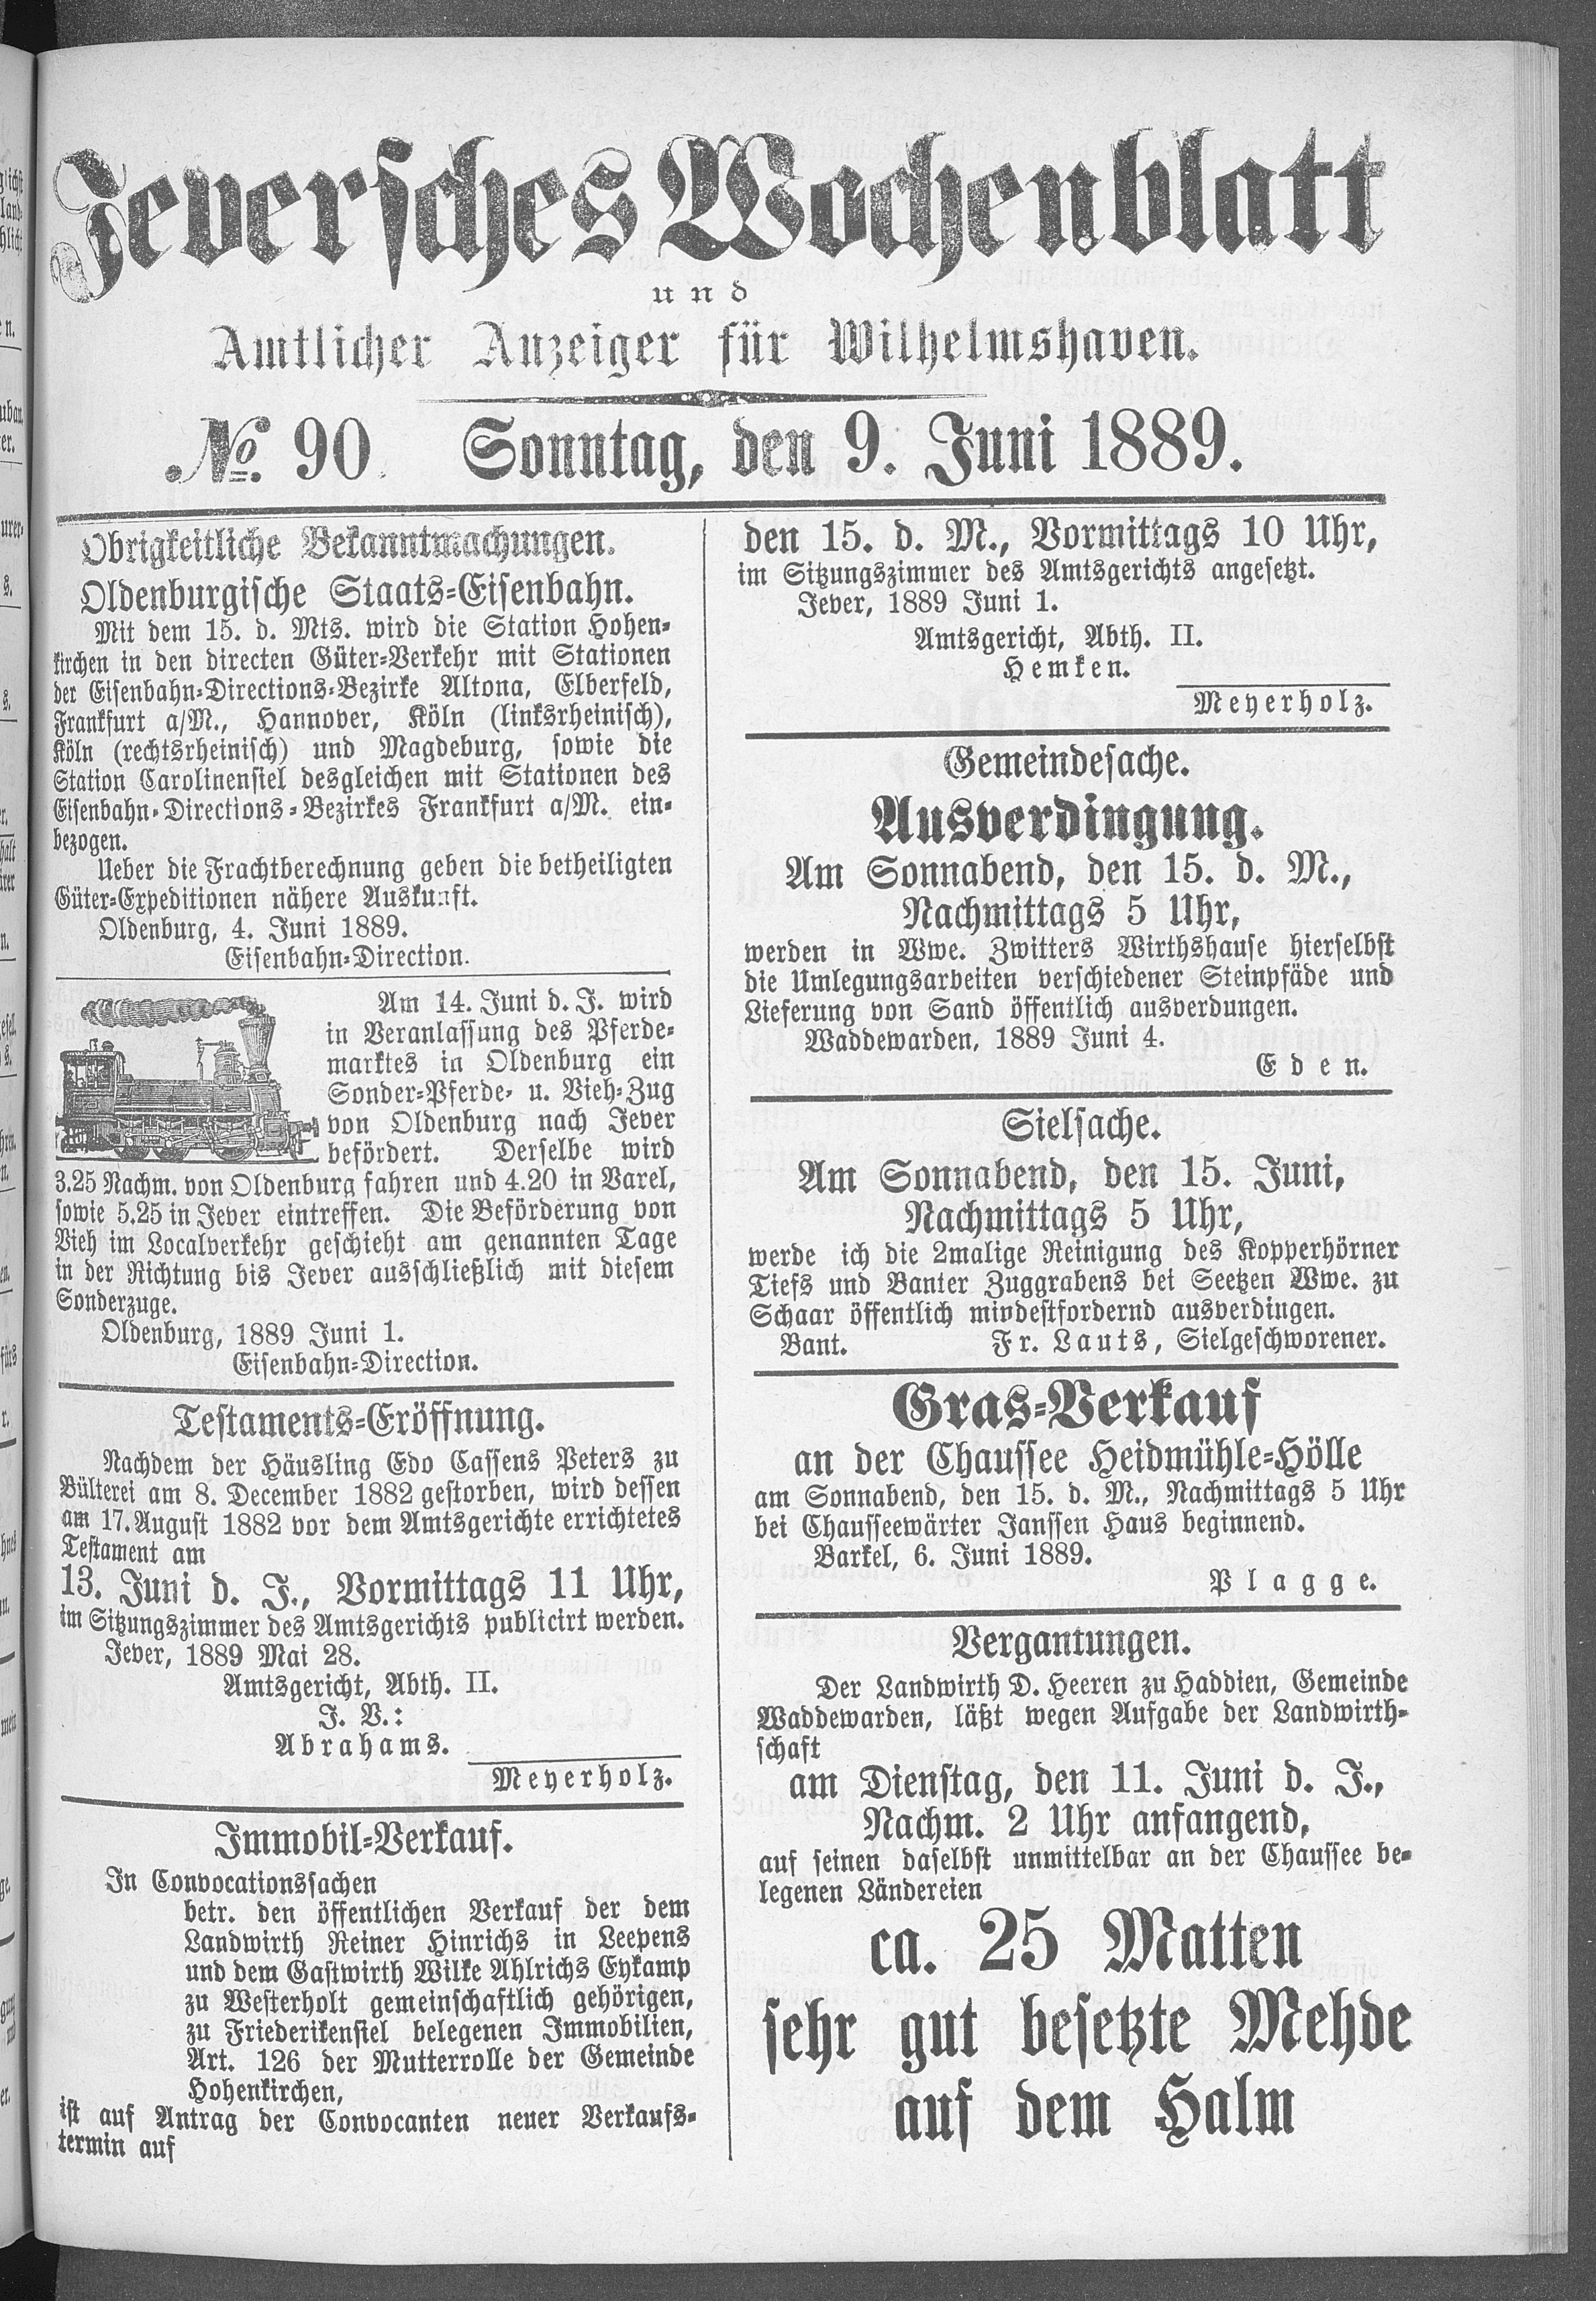 Jeversches Wochenblatt
und
Amtlicher Anzeiger für Wilhelmshaven.
№. 90. Sonntag, den 9. Juni 1889.
Obrigkeitliche Bekanntmachungen.
Oldenburgische Staats-Eisenbahn.
Mit dem 15. d. Mts. wird die Station Hohen-
kirchen in den directen Güter-Verkehr mit Stationen
der Eisenbahn-Directions-Bezirke Altona, Elberfeld,
Frankfurt a/M., Hannover, Köln (linksrheinisch),
Köln (rechtsrheinisch) und Magdeburg, sowie die
Station Carolinensiel desgleichen mit Stationen des
Eisenbahn-Directions-Bezirkes Frankfurt a/M. ein-
bezogen.
Ueber die Frachtberechnung geben die betheiligten
Güter-Expeditionen nähere Auskunft.
Oldenburg, 4. Juni 1889.
Eisenbahn-Direction.
Am 14. Juni d. J. wird
in Veranlassung des Pferde-
marktes in Oldenburg ein
Sonder-Pferde- u. Vieh-Zug
von Oldenburg nach Jever
befördert. Derselbe wird
3.25 Nachm. von Oldenburg fahren und 4.20 in Varel,
sowie 5.25 in Jever eintreffen. Die Beförderung von
Vieh im Localverkehr geschieht am genannten Tage
in der Richtung bis Jever ausschließlich mit diesem
Sonderzuge.
Oldenburg, 1889 Juni 1.
Eisenbahn-Direction.
Testaments-Eröffnung.
Nachdem der Häusling Edo Cassens Peters zu
Bülterei am 8. December 1882 gestorben, wird dessen
am 17. August 1882 vor dem Amtsgerichte errichtetes
Testament am
13. Juni d. J., Vormittags 11 Uhr,
im Sitzungszimmer des Amtsgerichts publicirt werden.
Jever, 1889 Mai 28.
Amtsgericht, Abth. II.
J. V.:
Abrahams.
Meyerholz.
Immobil-Verkauf.
In Convocationssachen
betr. den öffentlichen Verkauf der dem
Landwirth Reiner Hinrichs in Leepens
und dem Gastwirth Wilke Ahlrichs Eykamp
zu Westerholt gemeinschaftlich gehörigen,
zu Friederikensiel belegenen Immobilien,
Art. 126 der Mutterrolle der Gemeinde
Hohenkirchen,
ist auf Antrag der Convocanten neuer Verkaufs-
termin auf
den 15. d. M., Vormittags 10 Uhr,
im Sitzungszimmer des Amtsgerichts angesetzt.
Jever, 1889 Juni 1.
Amtsgericht, Abth. II.
Hemken.
Meyerholz.
Gemeindesache.
Ausverdingung.
Am Sonnabend, den 15. d. M.,
Nachmittags 5 Uhr,
werden in Wwe. Zwitters Wirthshause hierselbst
die Umlegungsarbeiten verschiedener Steinpfäde und
Lieferung von Sand öffentlich ausverdungen.
Waddewarden, 1889 Juni 4.
Eden.
Sielsache.
Am Sonnabend, den 15. Juni,
Nachmittags 5 Uhr,
werde ich die 2malige Reinigung des Kopperhörner
Tiefs und Banter Zuggrabens bei Seetzen Wwe. zu
Schaar öffentlich mindestfordernd ausverdingen.
Bant. Fr. Lauts, Sielgeschworener.
Gras-Verkauf
an der Chaussee Heidmühle-Hölle
am Sonnabend, den 15. d. M., Nachmittags 5 Uhr
bei Chausseewärter Janssen Haus beginnend.
Barkel, 6. Juni 1889.
Plagge.
Vergantungen.
Der Landwirth D. Heeren zu Haddien, Gemeinde
Waddewarden, läßt wegen Aufgabe der Landwirth-
schaft
am Dienstag, den 11. Juni d. J.,
Nachm. 2 Uhr anfangend,
auf seinen daselbst unmittelbar an der Chaussee be-
legenen Ländereien
ca. 25 Matten
sehr gut besetzte Mehde
auf dem Halm